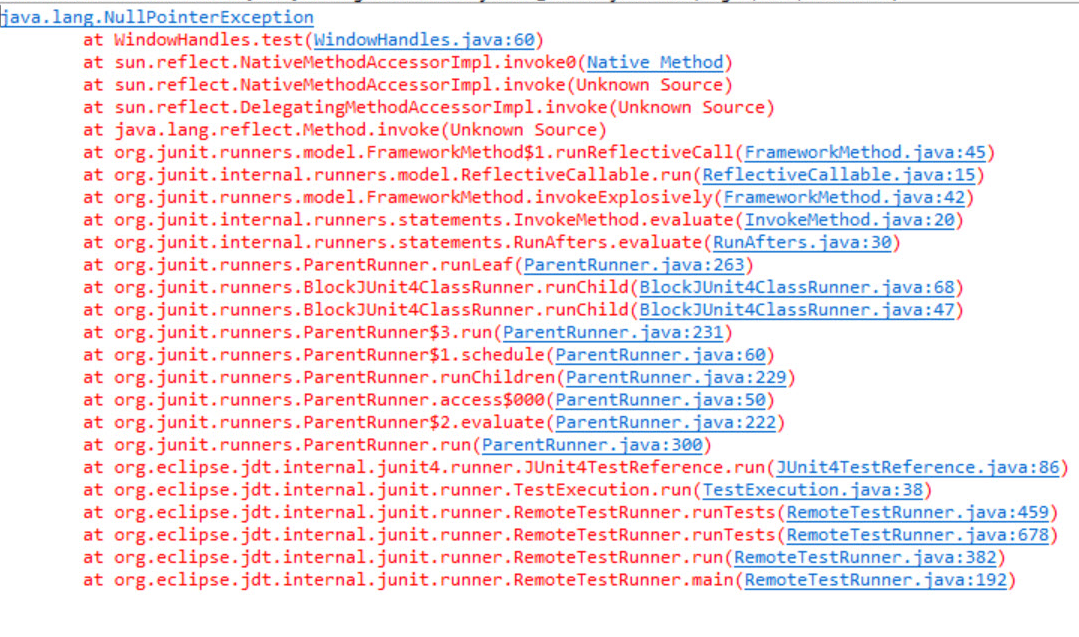 java.lang.NullPointerException
at WindowHandles.test(WindowHandles.java:60)
at sun.reflect.NativeMethodAccessorImpl.invoke0(Native Method)
at sun.reflect.NativeMethodAccessorImpl.invoke(Unknown Source)
at sun.reflect.DelegatingMethodAccessorImpl.invoke(Unknown Source)
at java.lang.reflect.Method.invoke(Unknown Source)
at org.junit.runners.model.FrameworkMethod$1.runReflectiveCall(FrameworkMethod.java:45)
at org.junit.internal.runners.model.ReflectiveCallable.run(ReflectiveCallable.java:15)
at org.junit.runners.model.FrameworkMethod.invokeExplosively(FrameworkMethod.java:42)
at org.junit.internal.runners.statements.InvokeMethod.evaluate(InvokeMethod.java:20)
at org.junit.internal.runners.statements.RunAfters.evaluate(RunAfters.java:30)
at org.junit.runners.ParentRunner.runLeaf(ParentRunner.java:263)
at org.junit.runners.BlockJUnit4ClassRunner.runChild(BlockJUnit4ClassRunner.java:68)
at org.junit.runners.BlockJUnit4ClassRunner.runChild(BlockJUnit4ClassRunner.java:47)
at org.junit.runners.ParentRunner$3.run(ParentRunner.java:231)
at org.junit.runners.ParentRunner$1.schedule(ParentRunner.java:60)
at org.junit.runners.ParentRunner.runChildren(ParentRunner.java:229)
at org.junit.runners.ParentRunner.access$000(ParentRunner.java:50)
at org.junit.runners.ParentRunner$2.evaluate(ParentRunner.java:222)
at org.junit.runners.ParentRunner.run(ParentRunner.java:300)
at org.eclipse.jdt.internal.junit4.runner.JUnit4TestReference.run(JUnit4TestReference.java:86)
at org.eclipse.jdt.internal.junit.runner.TestExecution.run(TestExecution.java:38)
at org.eclipse.jdt.internal.junit.runner.RemoteTestRunner.runTests(RemoteTestRunner.java:459)
at org.eclipse.jdt.internal.junit.runner.RemoteTestRunner.runTests(RemoteTestRunner.java:678)
at org.eclipse.jdt.internal.junit.runner.RemoteTestRunner.run(RemoteTestRunner.java:382)
at org.eclipse.jdt.internal.junit.runner.RemoteTestRunner.main(RemoteTestRunner.java:192)